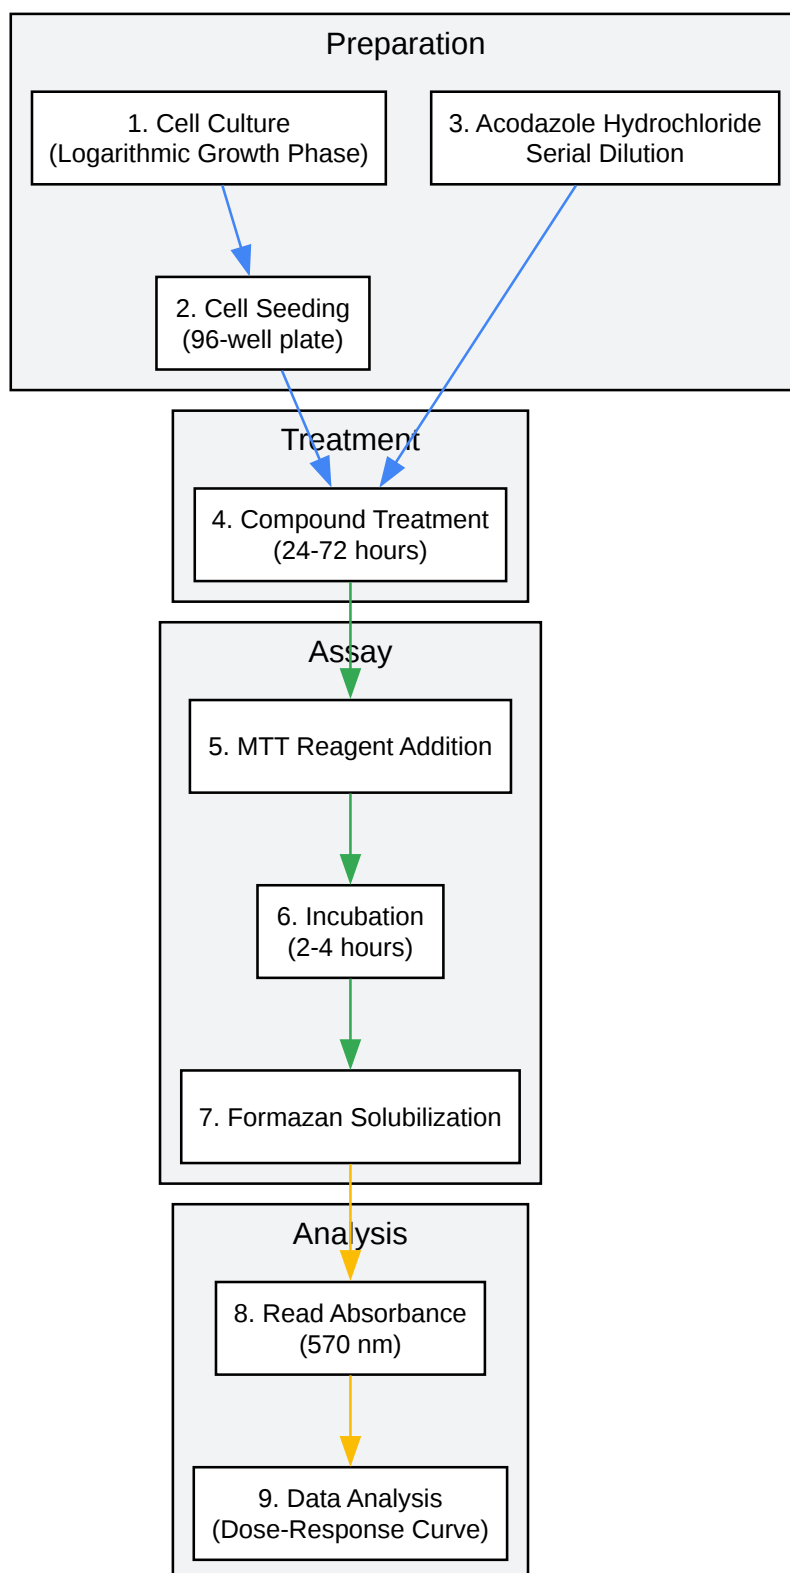 Preparation
1. Cell Culture
(Logarithmic Growth Phase)
3. Acodazole Hydrochloride
Serial Dilution
2. Cell Seeding
(96-well plate)
Treatment
4. Compound Treatment
(24-72 hours)
Assay
5. MTT Reagent Addition
6. Incubation
(2-4 hours)
7. Formazan Solubilization
Analysis
8. Read Absorbance
(570 nm)
9. Data Analysis
(Dose-Response Curve)